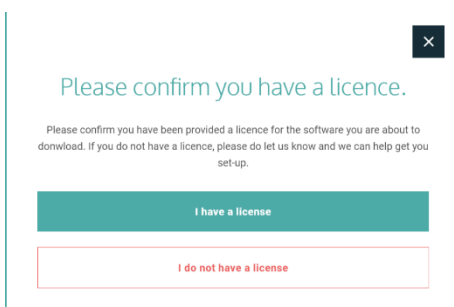 Please confirm you have a licence.
Please confirm you have been provided a licence for the software you are about to
donwload. If you do not have a licence, please do let us know and we can help get you
set-up.
I have a license
I do not have a license